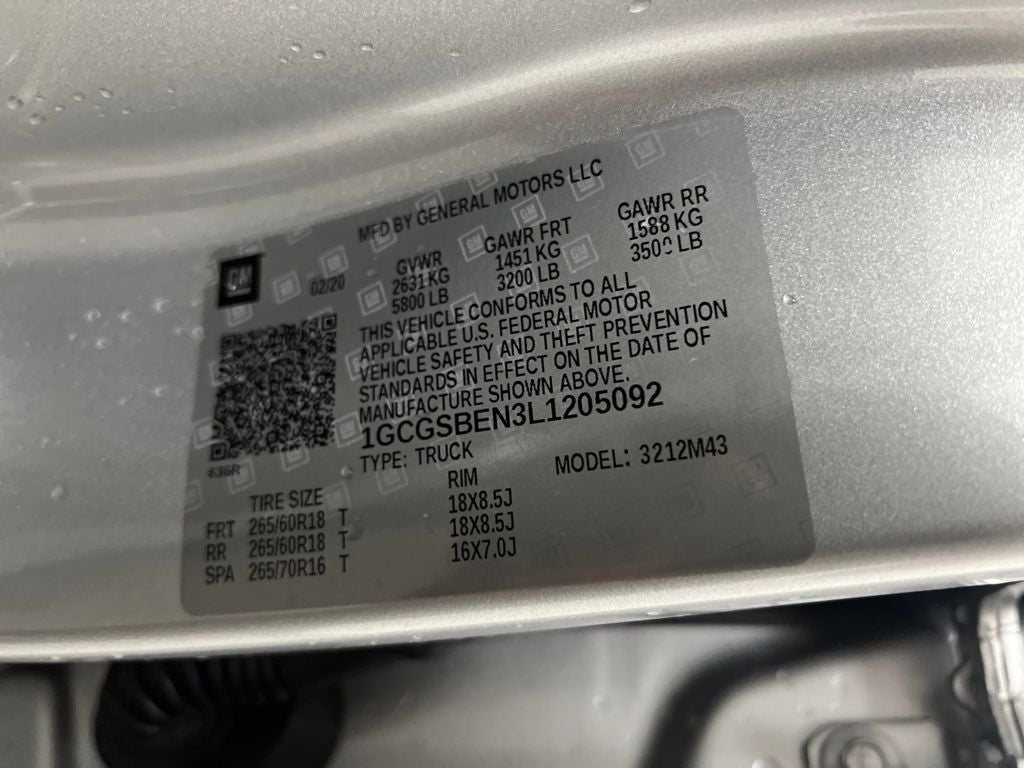 MFD BY GENERAL MOTORS LLC
GM
02/20
GVWR GAWR FRT GAWR RR
2631 KG 1451 KG 1588 KG
5800 LB 3200 LB 3500 LB
THIS VEHICLE CONFORMS TO ALL
APPLICABLE U.S. FEDERAL MOTOR
VEHICLE SAFETY AND THEFT PREVENTION
STANDARDS IN EFFECT ON THE DATE OF
MANUFACTURE SHOWN ABOVE.
1GCGSBEN3L1205092
TYPE: TRUCK MODEL: 3212M43
636R
TIRE SIZE RIM
FRT 265/60R18 T 18X8.5J
RR 265/60R18 T 18X8.5J
SPA 265/70R16 T 16X7.0J